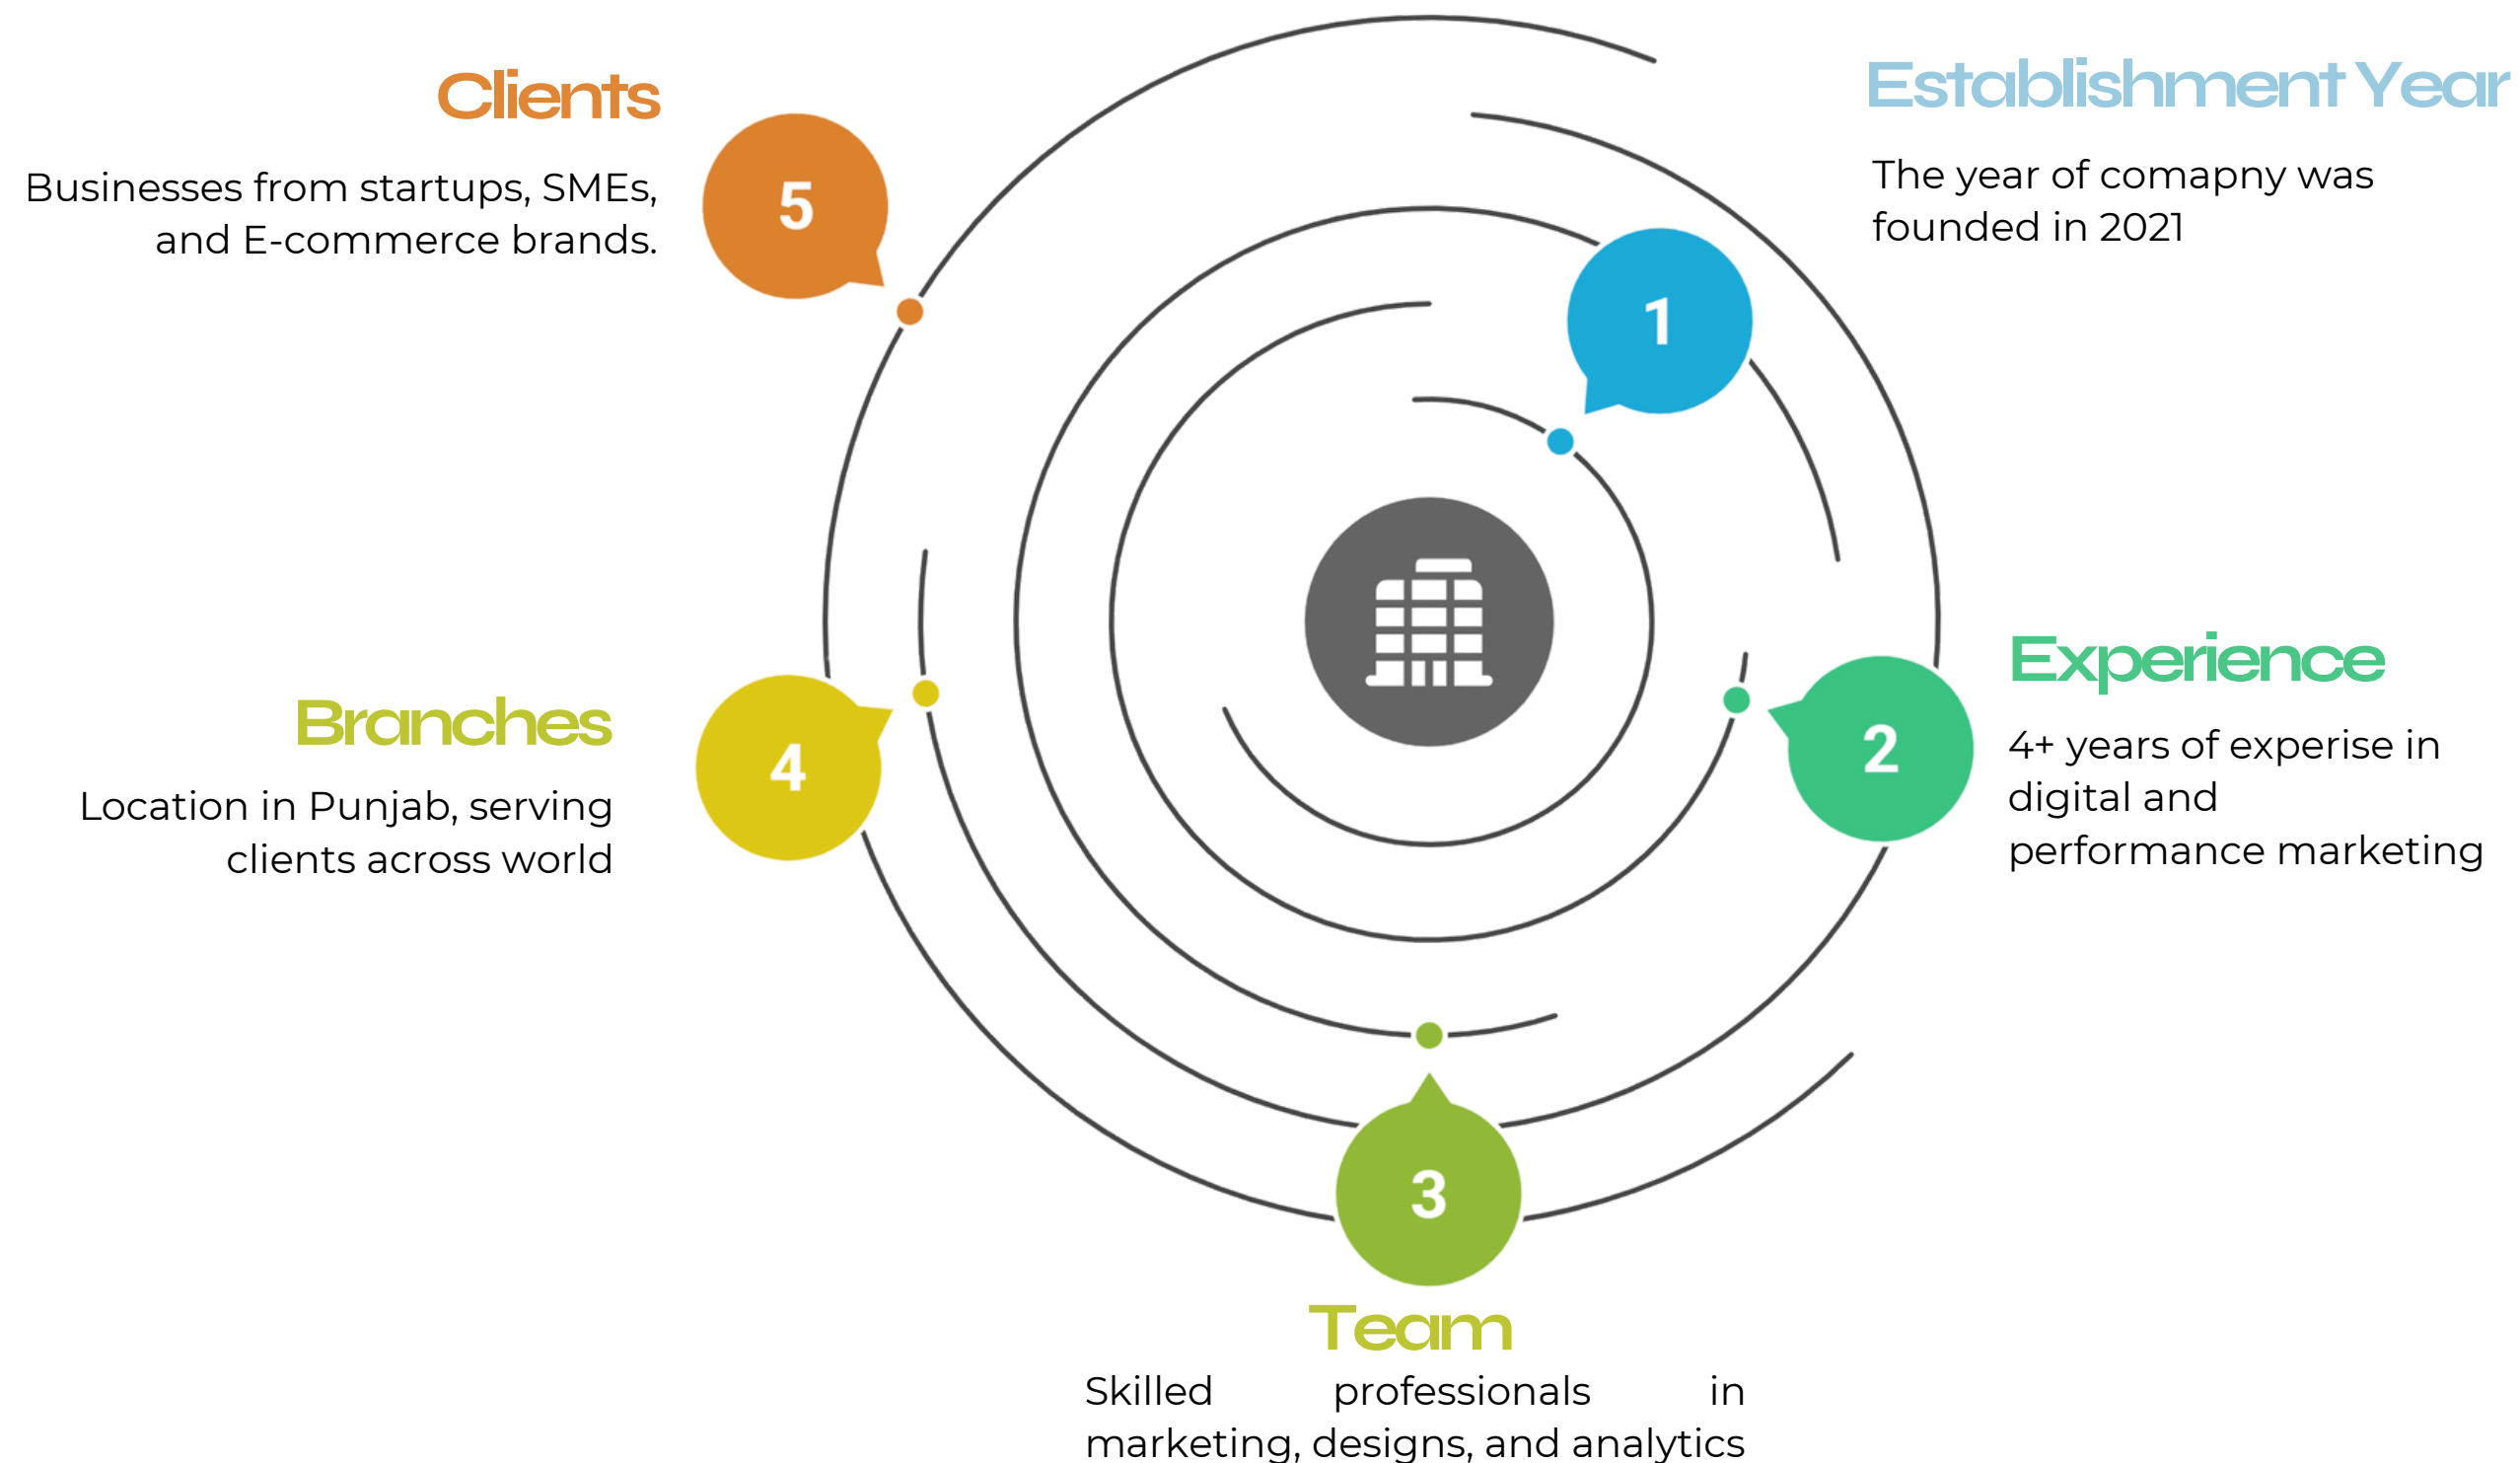 Clients
Businesses from startups, SMEs,
and E-commerce brands.
5
Establishment Year
The year of comapny was
founded in 2021
1
Experience
4+ years of experise in
digital and
performance marketing
2
Branches
Location in Punjab, serving
clients across world
4
3
Team
Skilled professionals in
marketing, designs, and analytics